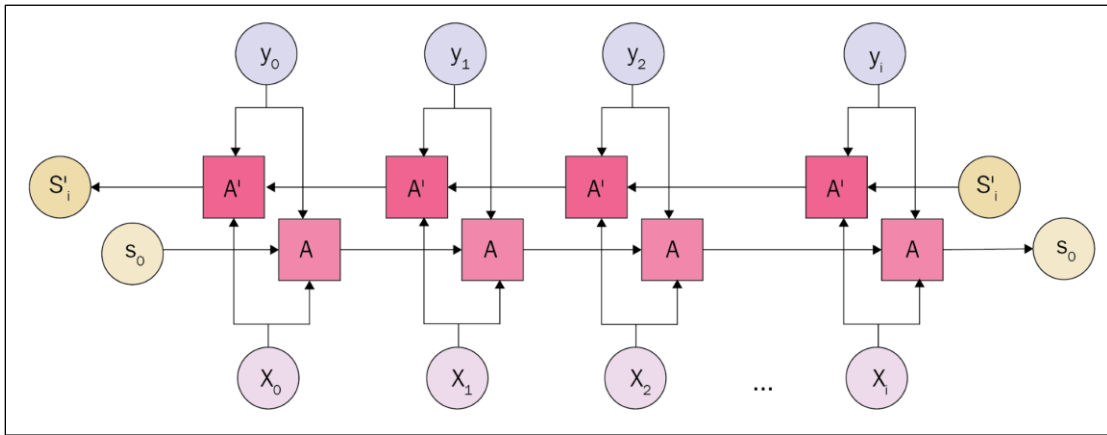 y₀ y₁ y₂ yᵢ
S'ᵢ A' A' A' A' S'ᵢ
s₀ A A A A s₀
X₀ X₁ X₂ ... Xᵢ